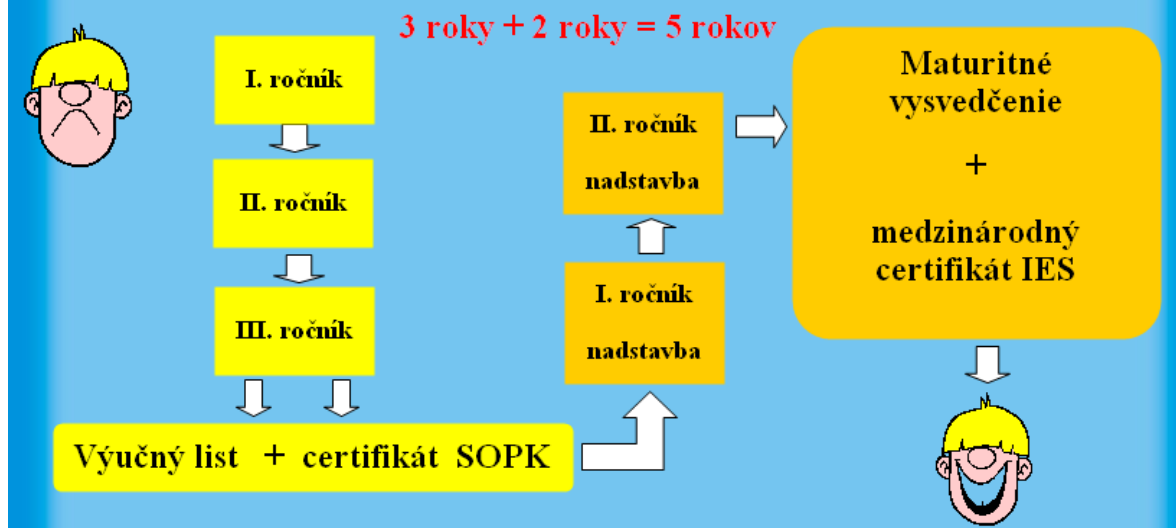 3 roky + 2 roky = 5 rokov
I. ročník
II. ročník
III. ročník
Výučný list + certifikát SOPK
I. ročník
nadstavba
II. ročník
nadstavba
Maturitné
vysvedčenie
+
medzinárodný
certifikát IES